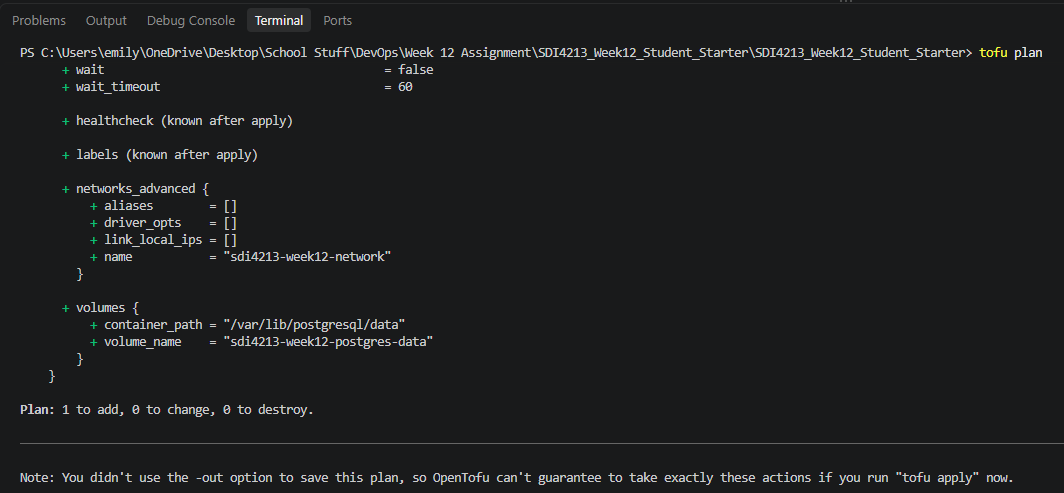 Problems Output Debug Console Terminal Ports
PS C:\Users\emily\OneDrive\Desktop\School Stuff\DevOps\Week 12 Assignment\SDI4213_Week12_Student_Starter\SDI4213_Week12_Student_Starter> tofu plan
+ wait = false
+ wait_timeout = 60
+ healthcheck (known after apply)
+ labels (known after apply)
+ networks_advanced {
+ aliases = []
+ driver_opts = []
+ link_local_ips = []
+ name = "sdi4213-week12-network"
}
+ volumes {
+ container_path = "/var/lib/postgresql/data"
+ volume_name = "sdi4213-week12-postgres-data"
}
}
Plan: 1 to add, 0 to change, 0 to destroy.
Note: You didn't use the -out option to save this plan, so OpenTofu can't guarantee to take exactly these actions if you run "tofu apply" now.